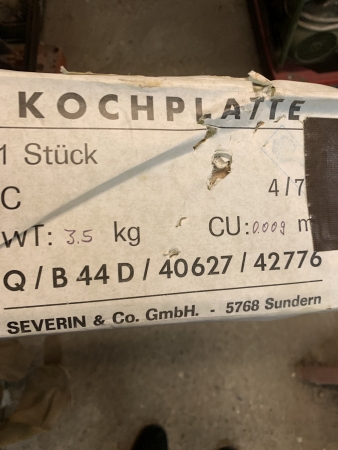 KOCHPLATTE
1 Stück
C 4/7
WT: 3.5 kg CU: 0.009 m
Q/B 44 D/40627/42776
SEVERIN & Co. GmbH. - 5768 Sundern